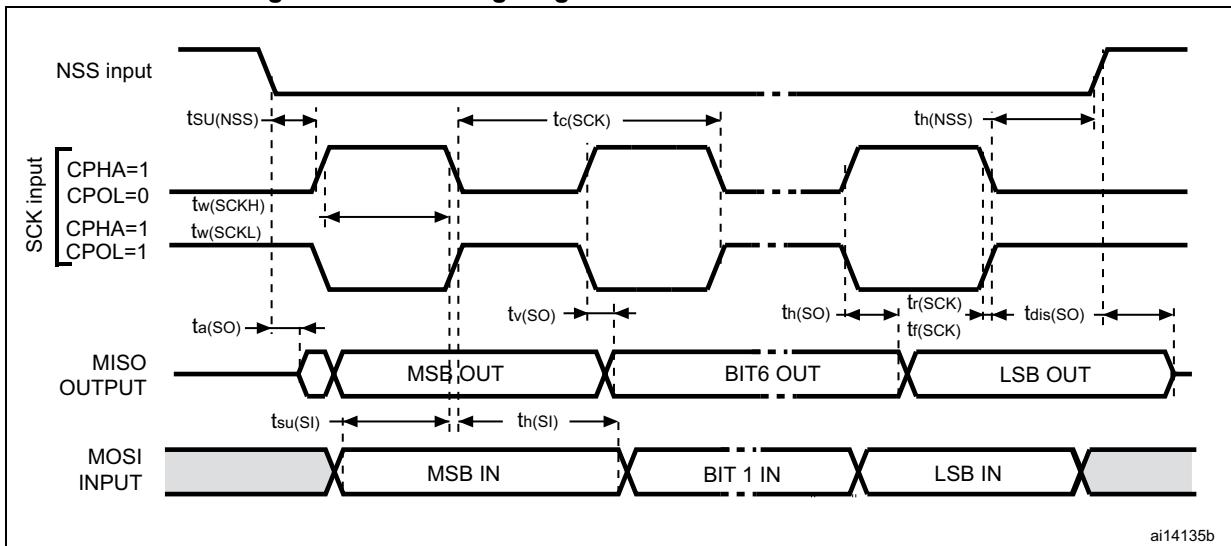 NSS input
tSU(NSS)
tc(SCK)
th(NSS)
SCK input
CPHA=1
CPOL=0
tw(SCKH)
CPHA=1
tw(SCKL)
CPOL=1
ta(SO)
tv(SO)
th(SO)
tr(SCK)
tf(SCK)
tdis(SO)
MISO
OUTPUT
MSB OUT
BIT6 OUT
LSB OUT
tsu(SI)
th(SI)
MOSI
INPUT
MSB IN
BIT 1 IN
LSB IN
ai14135b